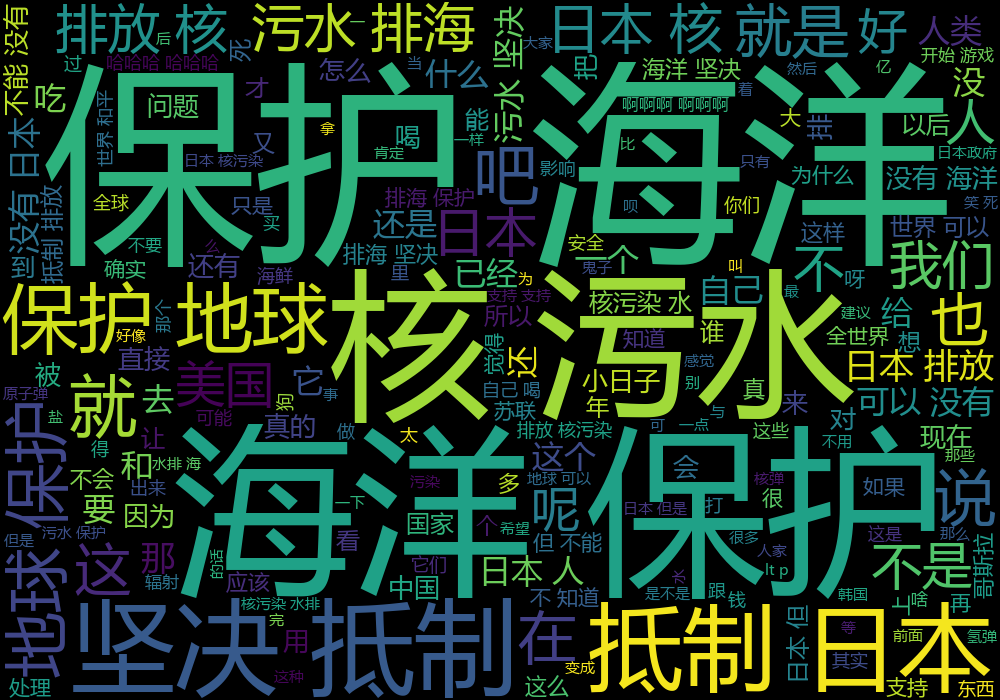 排放 核 污水 排海 日本 核 就是 好 人类
后 一 坚决 大家 开始 游戏
不能 没有 过 哈哈哈 哈哈哈 死 怎么 当 什么 把 海洋 坚决 然后 亿 没
吃 问题 才 能 污水 啊啊啊 啊啊啊 着 大 排 以后 人
世界 和平 又 拿 喝 一样 比
保护 海洋
到 没有 日本 日本 核污染 肯定 吧 影响 只有 为什么 没有 海洋 日本政府
抵制 排放 全球 只是 买 排海 保护 日本 呗 你们 笑 死
不要 么 还是 安全 一个 这样 世界 可以
确实 还有 海鲜 排海 坚决 里 已经 鬼子 叫 不 呀 我们
保护 地球 核 污水 为 支持 支持 核污染 水 自己 最 给 也
好像 那个 所以 觉得 还 知道 谁 建议 全世界 想
被 直接 美国 它 感觉 日本 排放
原子弹 就 去 狗 事 自己 喝 小日子 别 真 来 可以 没有
盐 可能 年 苏联 与 对
保护 得 让 真的 做 太 排放 核污染 可 一点 这些 不用 现在 那些
海洋 保护
不会 和 水排 海 污染 多 这个 地球 可以 会 核弹 很 如果 说
要 因为 出来 一下 国家 个 希望 呢 日本 但是 打 这是 那么
但是 污水 保护 看 但 不能 很多 人家 不是 哥斯拉
地球 这 那 的话 它们 日本 人 水 lt p
辐射 应该 中国 不 知道 是不是 跟 钱 韩国 上 啥 再
核污染 水排 完
坚决 抵制 在 抵制 日本
用 日本 但 等 前面 氢弹
处理 这种 这么 变成 其实 支持 东西